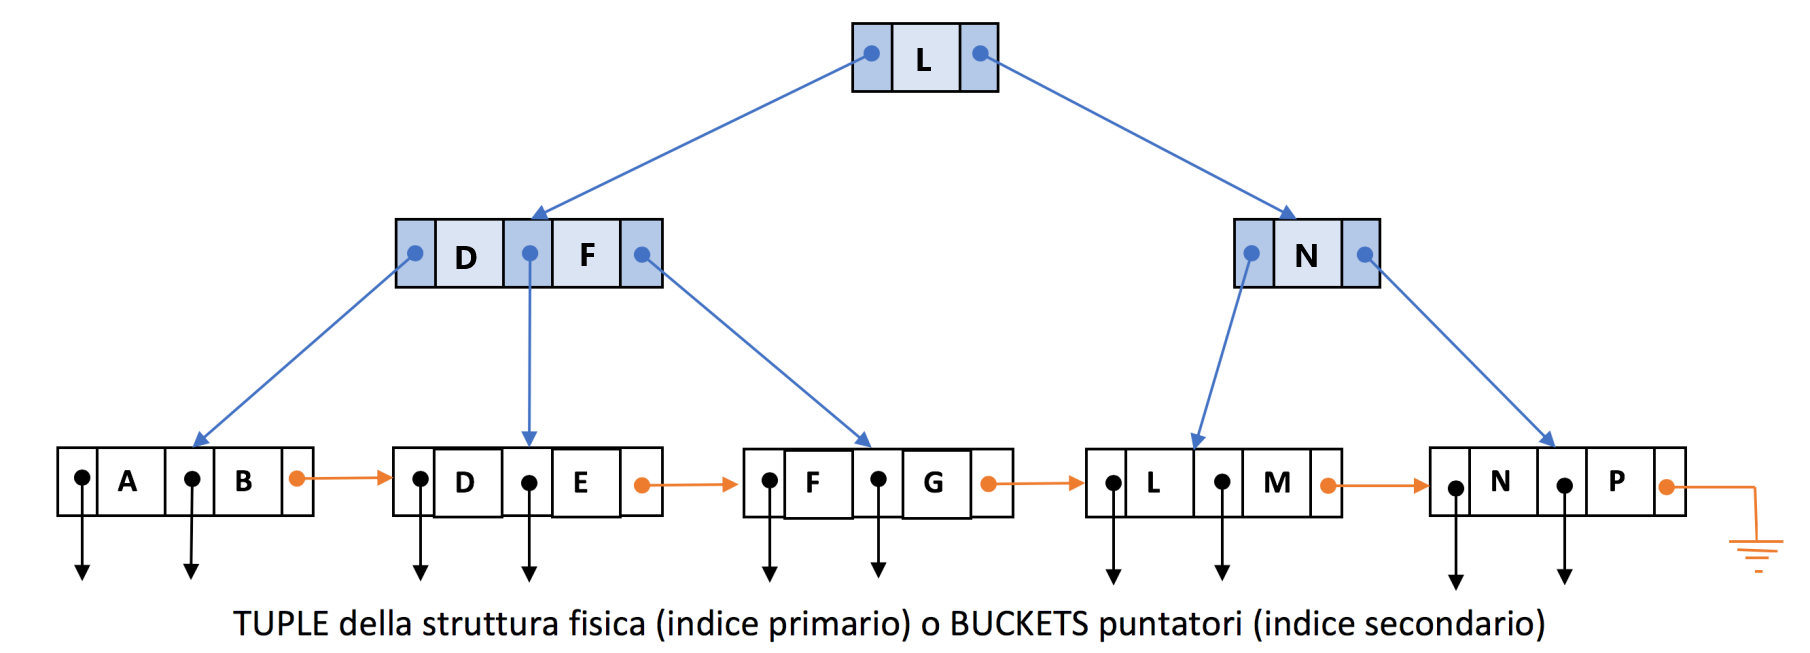 L
D F N
A B D E F G L M N P
TUPLE della struttura fisica (indice primario) o BUCKETS puntatori (indice secondario)